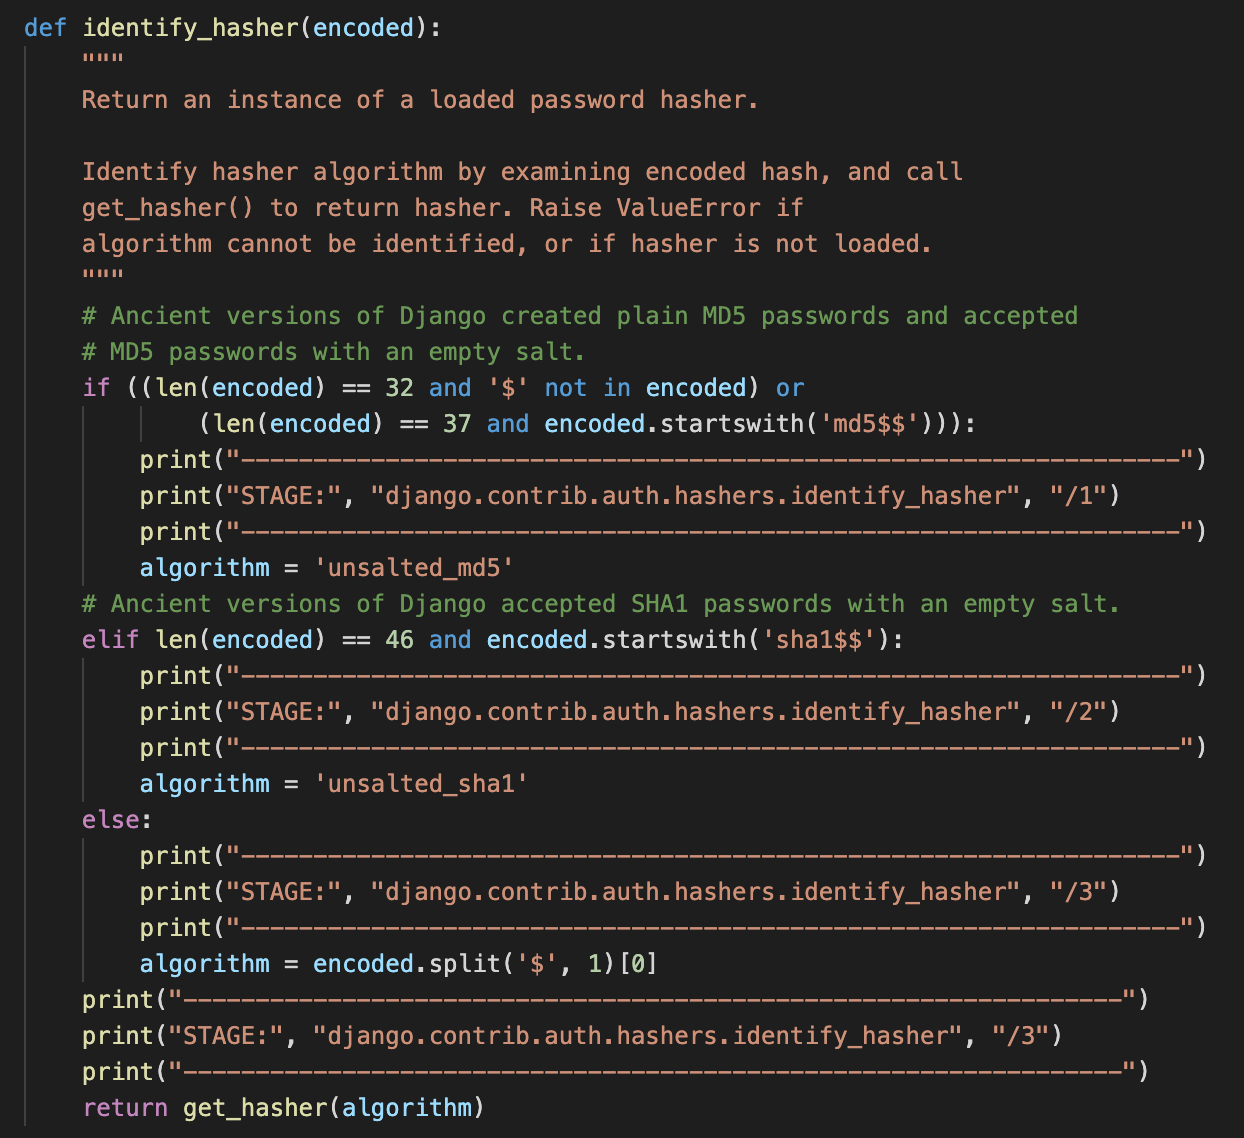 def identify_hasher(encoded):
    """
    Return an instance of a loaded password hasher.

    Identify hasher algorithm by examining encoded hash, and call
    get_hasher() to return hasher. Raise ValueError if
    algorithm cannot be identified, or if hasher is not loaded.
    """
    # Ancient versions of Django created plain MD5 passwords and accepted
    # MD5 passwords with an empty salt.
    if ((len(encoded) == 32 and '$' not in encoded) or
            (len(encoded) == 37 and encoded.startswith('md5$$'))):
        print("-----------------------------------------------------------------")
        print("STAGE:", "django.contrib.auth.hashers.identify_hasher", "/1")
        print("-----------------------------------------------------------------")
        algorithm = 'unsalted_md5'
    # Ancient versions of Django accepted SHA1 passwords with an empty salt.
    elif len(encoded) == 46 and encoded.startswith('sha1$$'):
        print("-----------------------------------------------------------------")
        print("STAGE:", "django.contrib.auth.hashers.identify_hasher", "/2")
        print("-----------------------------------------------------------------")
        algorithm = 'unsalted_sha1'
    else:
        print("-----------------------------------------------------------------")
        print("STAGE:", "django.contrib.auth.hashers.identify_hasher", "/3")
        print("-----------------------------------------------------------------")
        algorithm = encoded.split('$', 1)[0]
    print("-----------------------------------------------------------------")
    print("STAGE:", "django.contrib.auth.hashers.identify_hasher", "/3")
    print("-----------------------------------------------------------------")
    return get_hasher(algorithm)